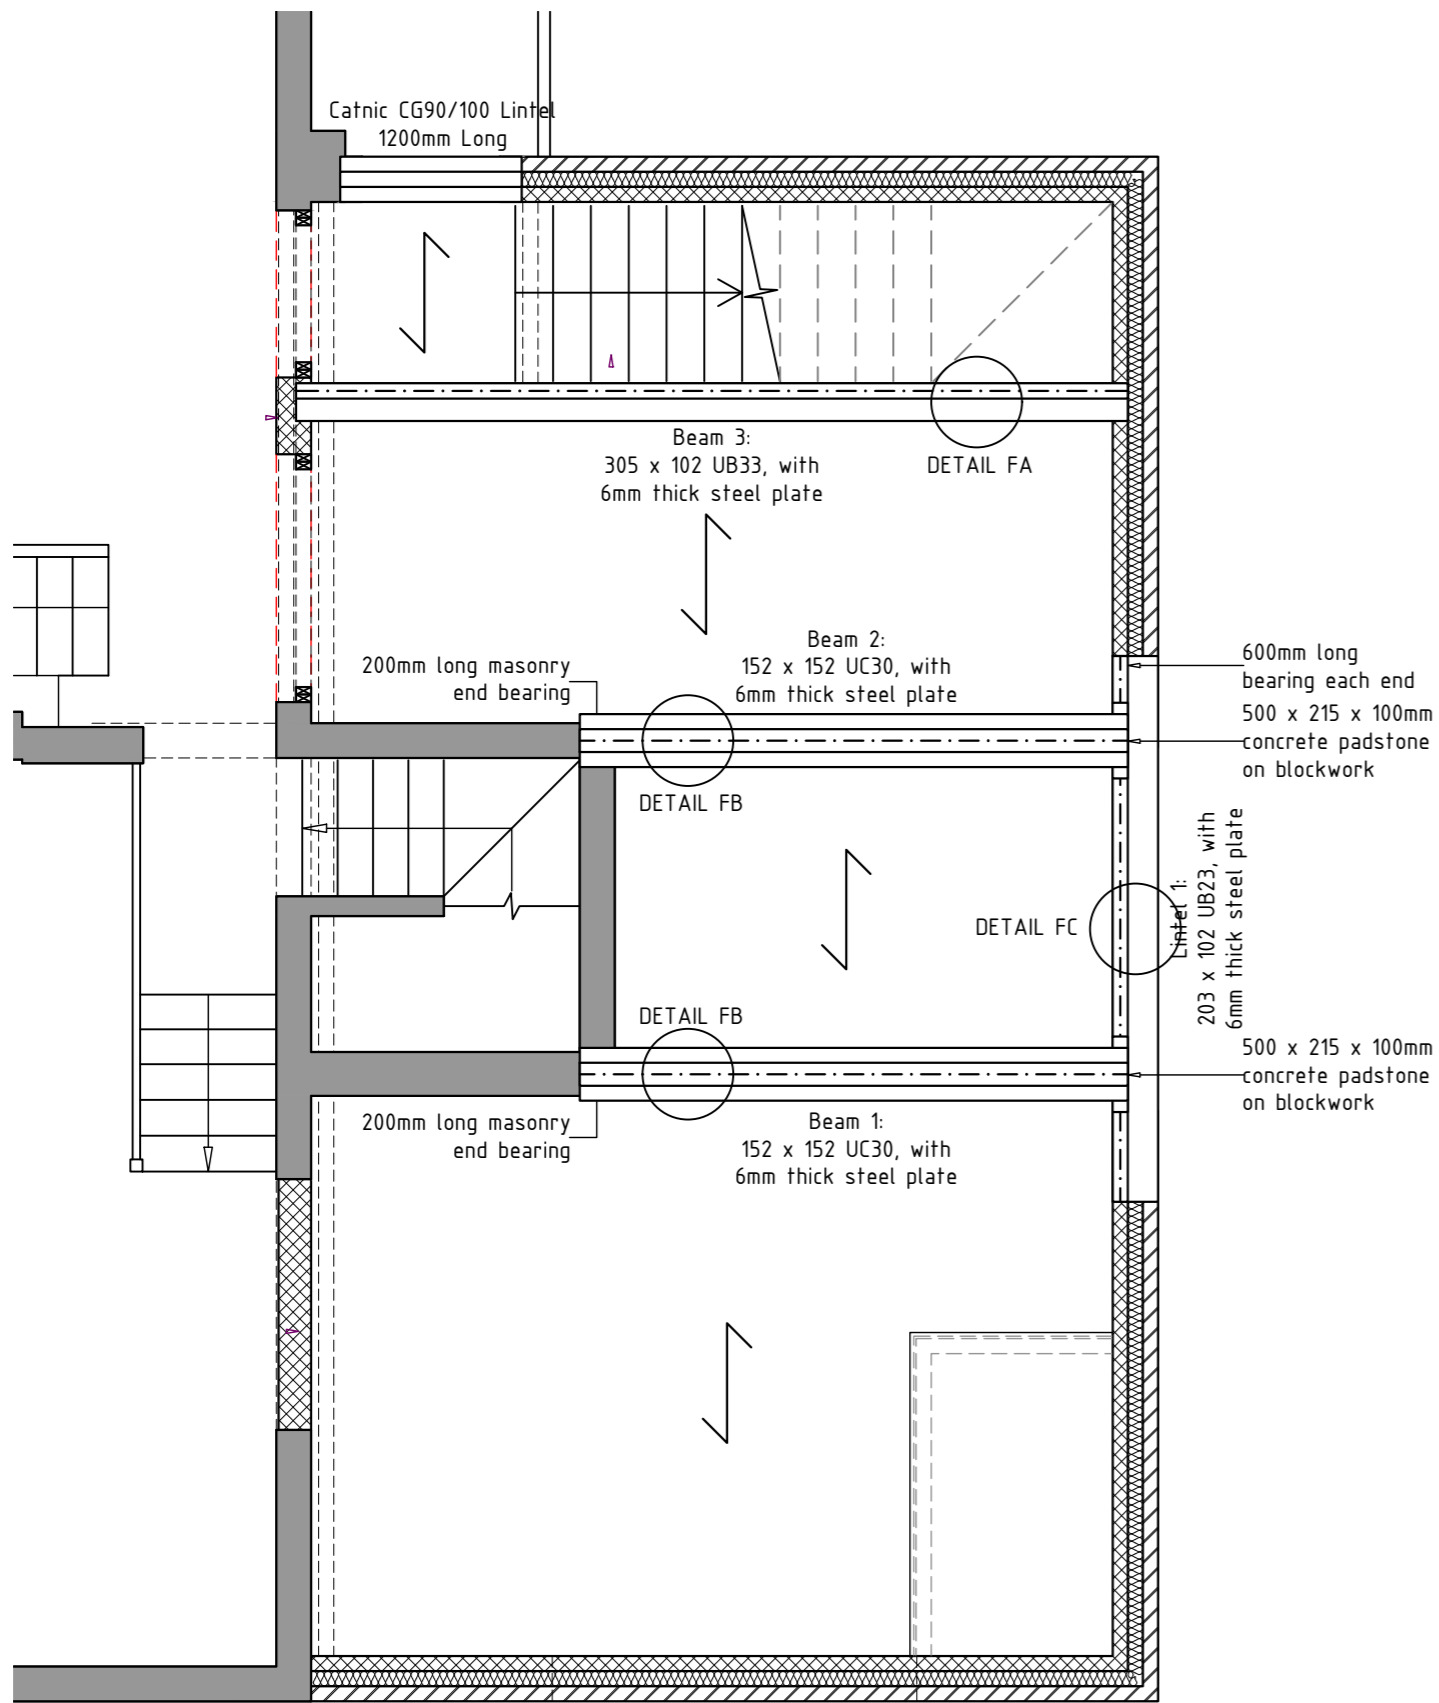 Catnic CG90/100 Lintel
1200mm Long
Beam 3:
305 x 102 UB33, with
6mm thick steel plate
DETAIL FA
200mm long masonry
end bearing
Beam 2:
152 x 152 UC30, with
6mm thick steel plate
600mm long
bearing each end
500 x 215 x 100mm
concrete padstone
on blockwork
DETAIL FB
DETAIL FC
Lintel 1:
203 x 102 UB23, with
6mm thick steel plate
DETAIL FB
500 x 215 x 100mm
concrete padstone
on blockwork
200mm long masonry
end bearing
Beam 1:
152 x 152 UC30, with
6mm thick steel plate